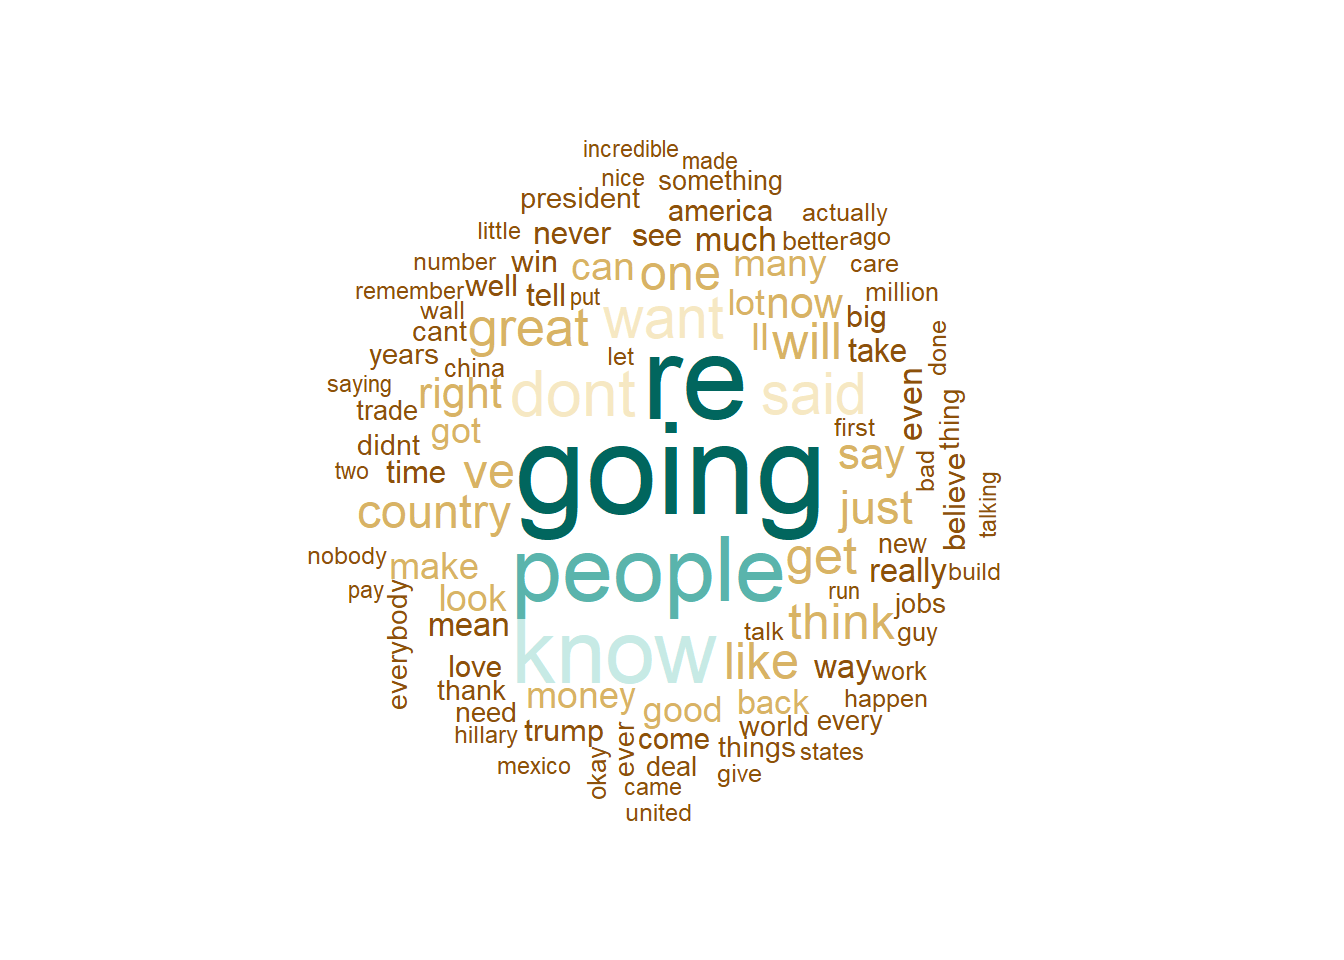 incredible
made
nice
something
president
america
actually
little
never
see
much
better
ago
number
win
can
one
many
care
remember
well
tell
put
lot
now
million
wall
cant
great
want
ll
will
big
years
china
let
re
take
done
saying
right
dont
said
even
trade
got
first
thing
didnt
going
say
two
time
ve
bad
believe
talking
country
just
nobody
make
people
get
new
really
build
pay
everybody
look
run
jobs
mean
know
think
talk
guy
love
like
way
work
thank
money
good
back
happen
need
hillary
trump
ever
come
world
every
things
states
mexico
okay
deal
give
came
united